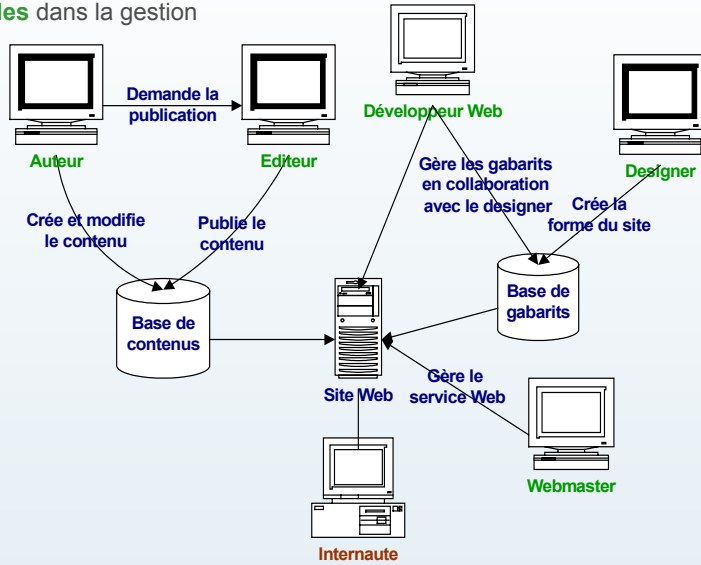 les dans la gestion
Demande la
publication
Développeur Web
Auteur
Editeur
Designer
Gère les gabarits
en collaboration
avec le designer
Crée la
forme du site
Crée et modifie
le contenu
Publie le
contenu
Base de
contenus
Base de
gabarits
Site Web
Gère le
service Web
Webmaster
Internaute